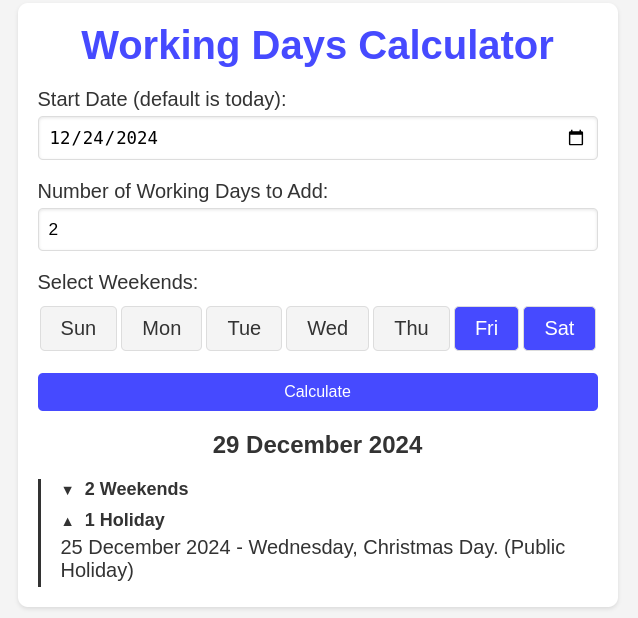 Working Days Calculator
Start Date (default is today):
12/24/2024
Number of Working Days to Add:
2
Select Weekends:
Sun Mon Tue Wed Thu Fri Sat
Calculate
29 December 2024
▼ 2 Weekends
▲ 1 Holiday
25 December 2024 - Wednesday, Christmas Day. (Public
Holiday)